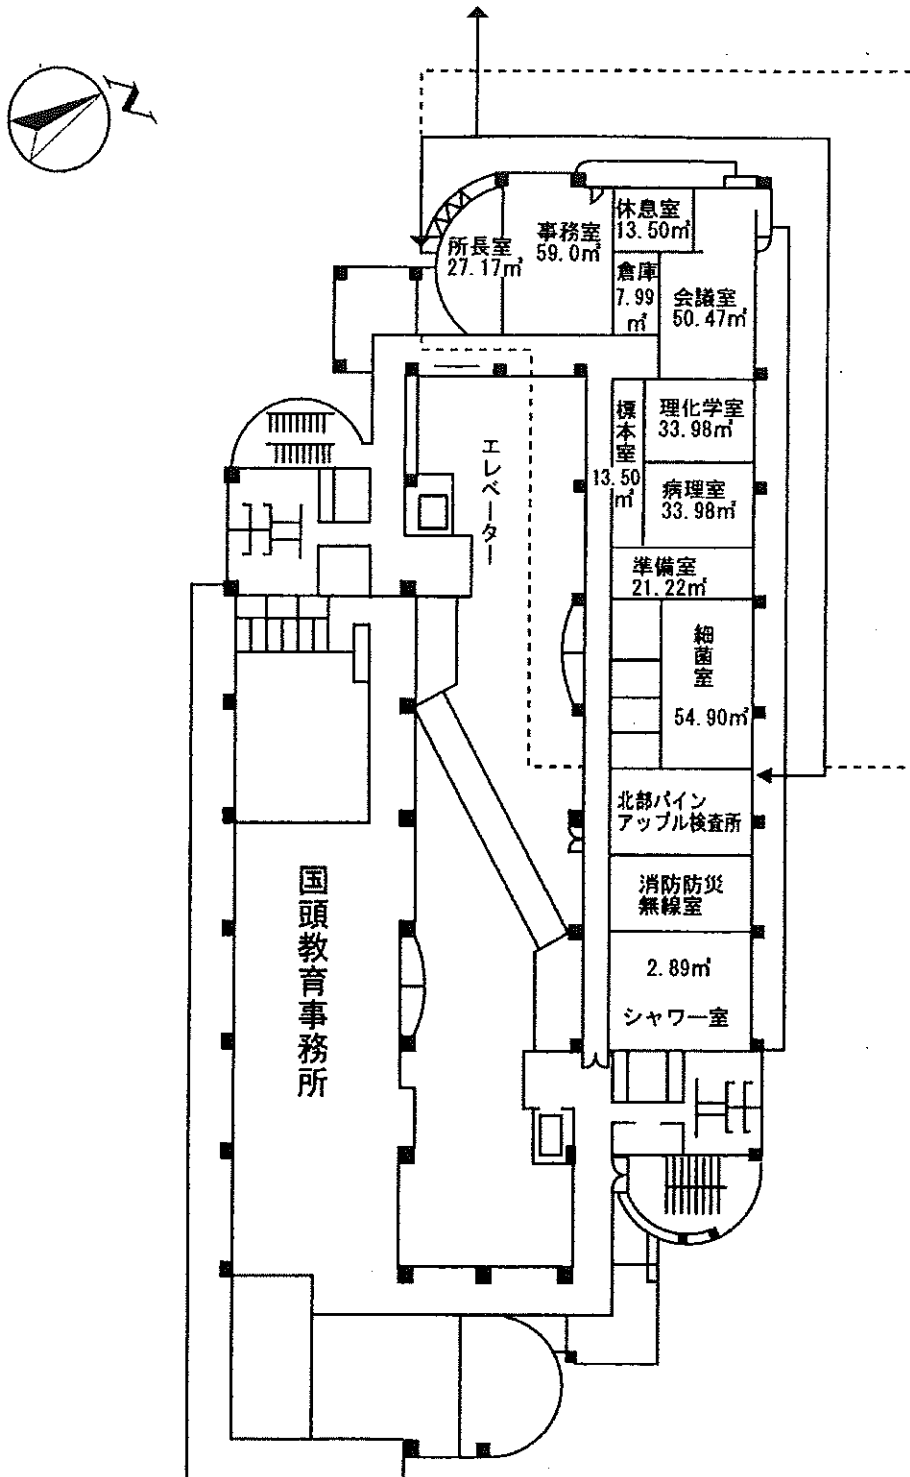 N
所長室
27.17㎡
事務室
59.0㎡
休息室
13.50㎡
倉庫
7.99
㎡
会議室
50.47㎡
標本室
13.50
㎡
理化学室
33.98㎡
病理室
33.98㎡
エレベーター
準備室
21.22㎡
細菌室
54.90㎡
北部パイン
アップル検査所
消防防災
無線室
2.89㎡
シャワー室
国頭教育事務所